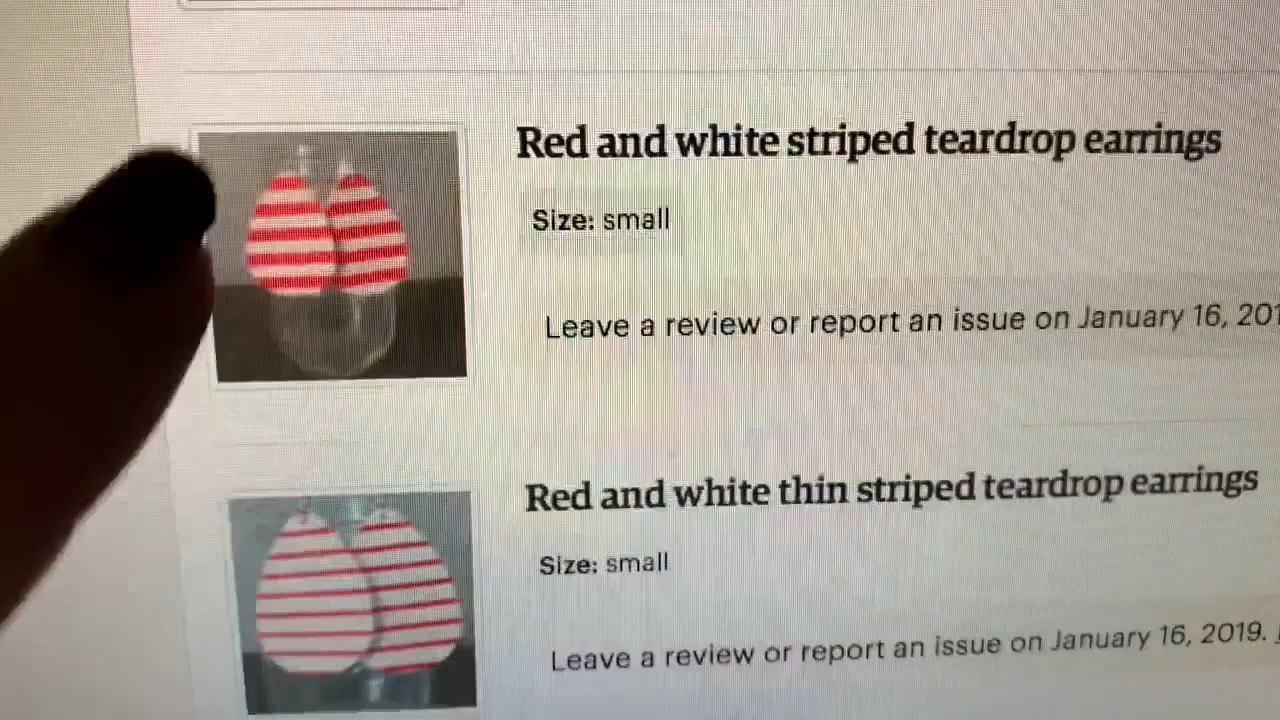 Red and white striped teardrop earrings
Size: small
Leave a review or report an issue on January 16, 201
Red and white thin striped teardrop earrings
Size: small
Leave a review or report an issue on January 16, 2019.